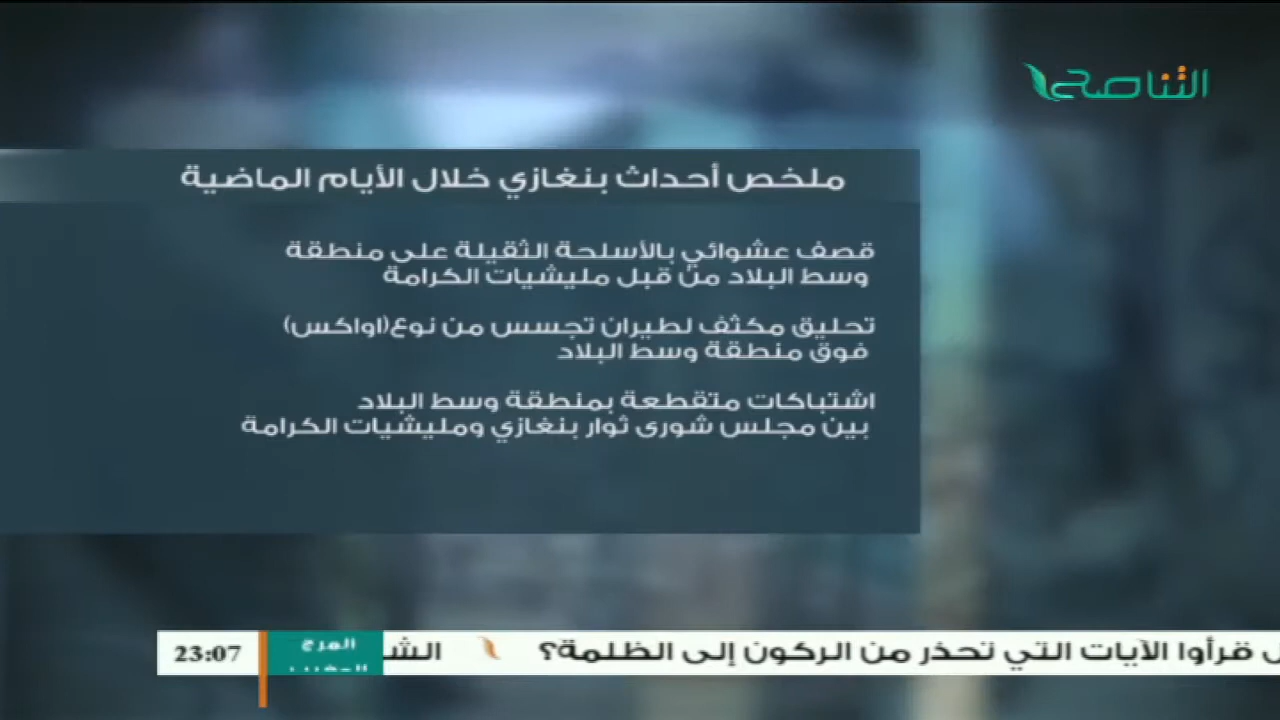 التناصح
ملخص أحداث بنغازي خلال الأيام الماضية
قصف عشوائي بالأسلحة الثقيلة على منطقة
وسط البلاد من قبل مليشيات الكرامة
تحليق مكثف لطيران تجسس من نوع(اواكس)
فوق منطقة وسط البلاد
اشتباكات متقطعة بمنطقة وسط البلاد
بين مجلس شورى ثوار بنغازي ومليشيات الكرامة
قرأوا الآيات التي تحذر من الركون إلى الظلمة؟
المرج
23:07